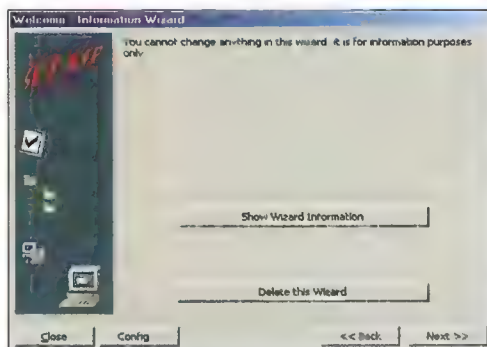 Welcome Information Wizard
You cannot change anything in this wizard it is for information purposes
only
Show Wizard Information
Delete this Wizard
Close
Config
<< Back
Next >>